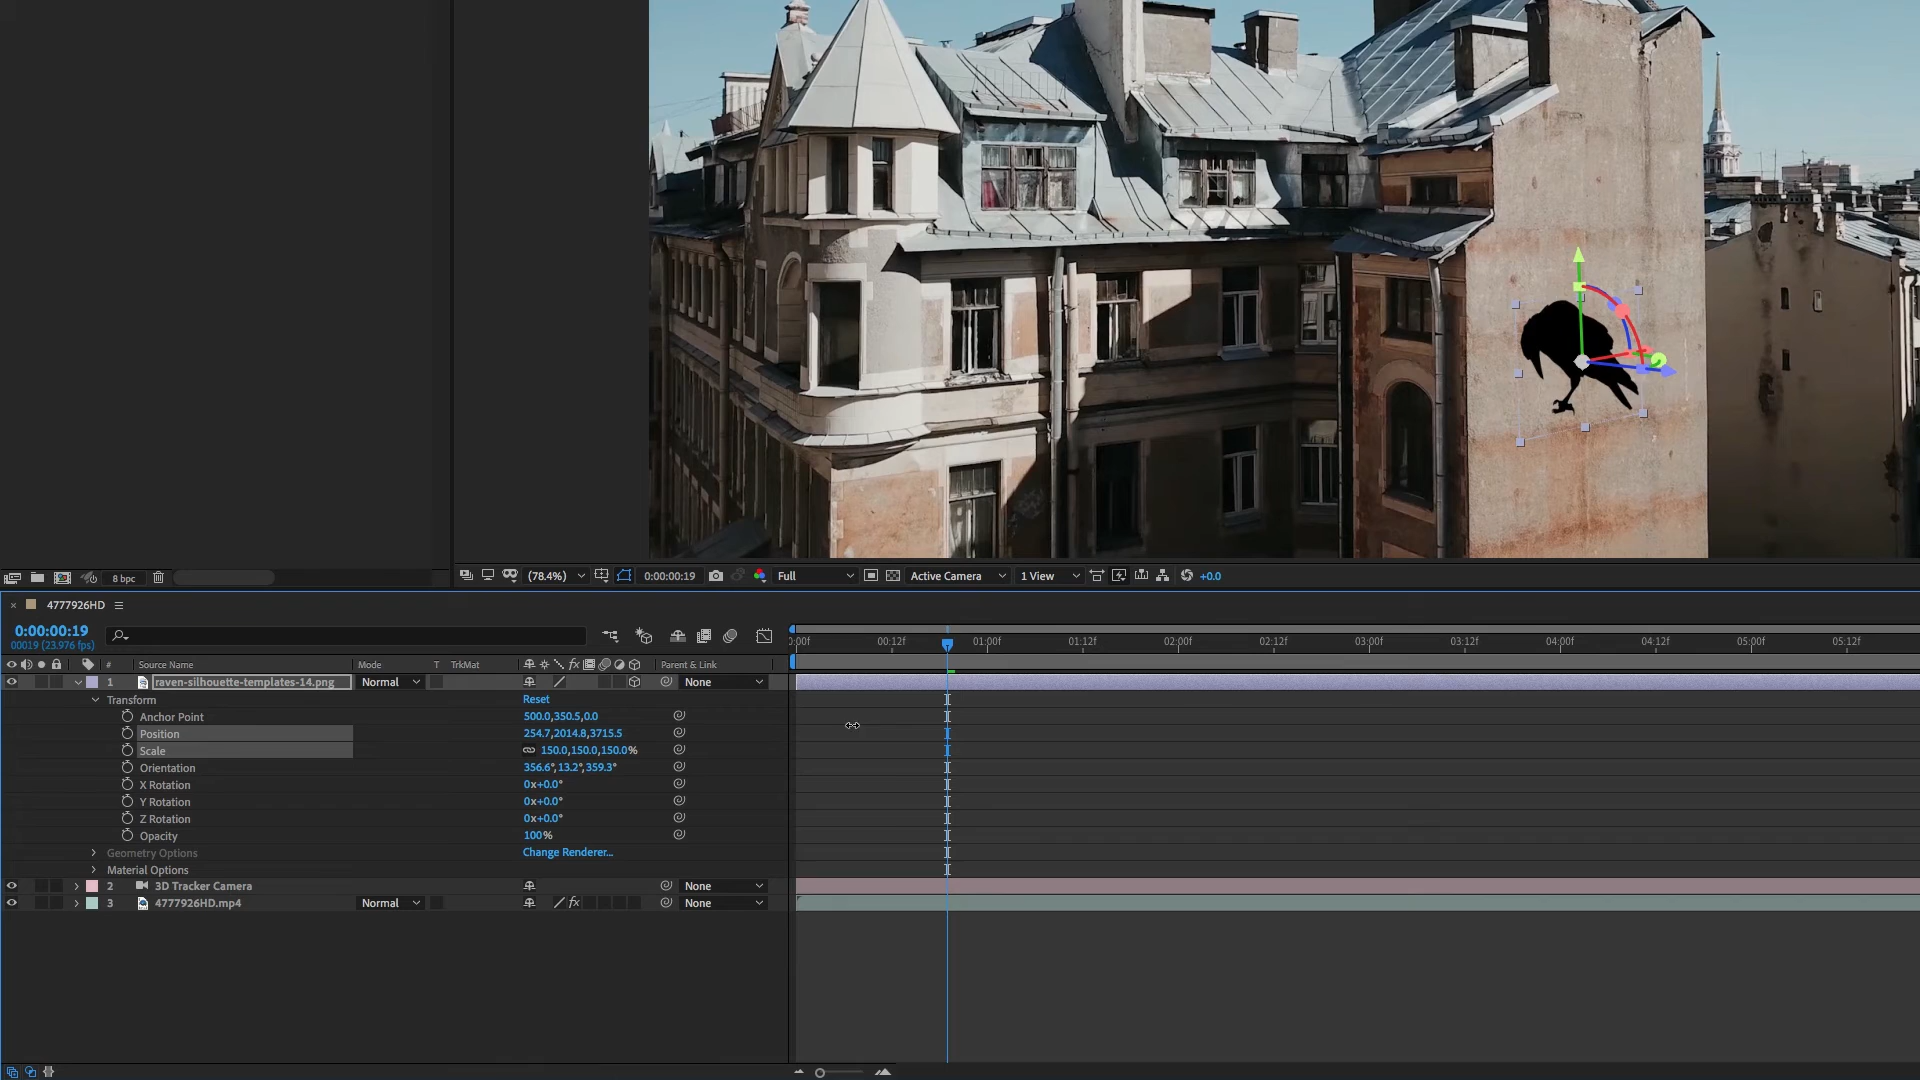 8 bpc
(78.4%)
0:00:00:19
Full
Active Camera
1 View
+0.0
4777926HD
0:00:00:19
00019 (23.976 fps)
:00f
00:12f
01:00f
01:12f
02:00f
02:12f
03:00f
03:12f
04:00f
04:12f
05:00f
05:12f
# Source Name Mode T TrkMat Parent & Link
1 raven-silhouette-templates-14.png Normal None
Transform Reset
Anchor Point 500.0,350.5,0.0
Position 254.7,2014.8,3715.5
Scale 150.0,150.0,150.0%
Orientation 356.6°,13.2°,359.3°
X Rotation 0x+0.0°
Y Rotation 0x+0.0°
Z Rotation 0x+0.0°
Opacity 100%
Geometry Options Change Renderer...
Material Options
2 3D Tracker Camera None
3 4777926HD.mp4 Normal None